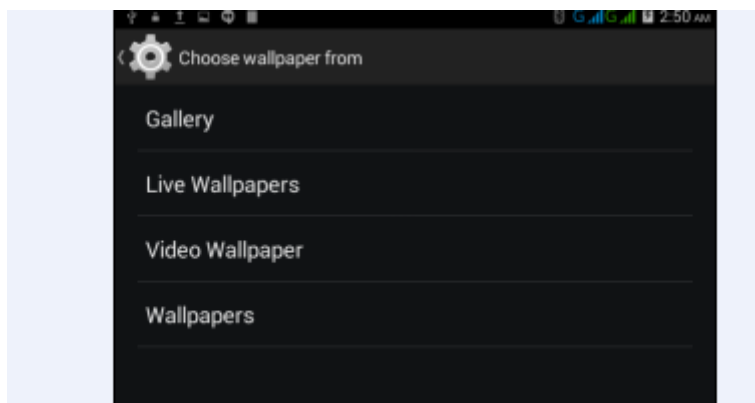 G G 2:50 AM
Choose wallpaper from
Gallery
Live Wallpapers
Video Wallpaper
Wallpapers